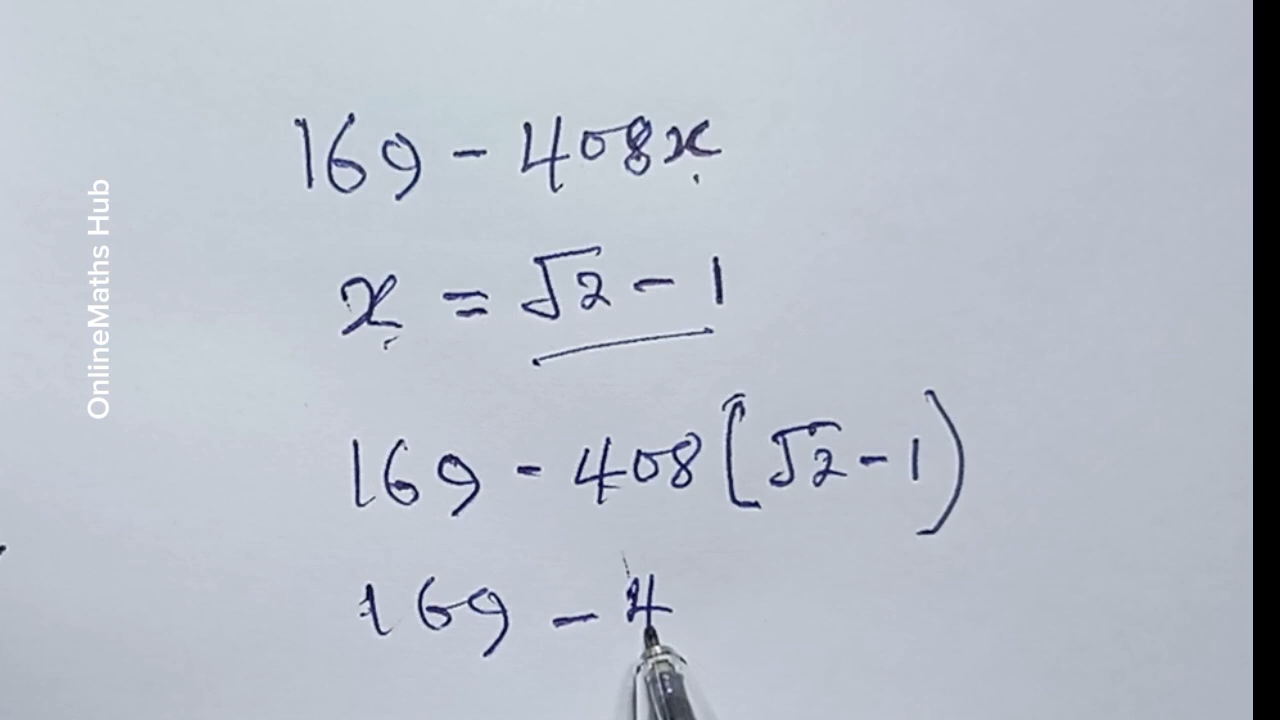 OnlineMaths Hub
169 - 408x
x = √2 - 1
169 - 408(√2 - 1)
169 - 4